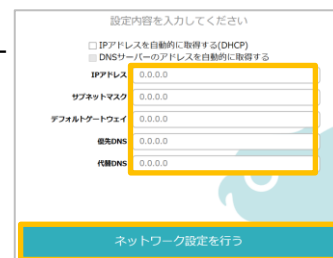 設定内容を入力してください
IPアドレスを自動的に取得する(DHCP)
DNSサーバーのアドレスを自動的に取得する
IPアドレス 0.0.0.0
サブネットマスク 0.0.0.0
デフォルトゲートウェイ 0.0.0.0
優先DNS 0.0.0.0
代替DNS 0.0.0.0
ネットワーク設定を行う